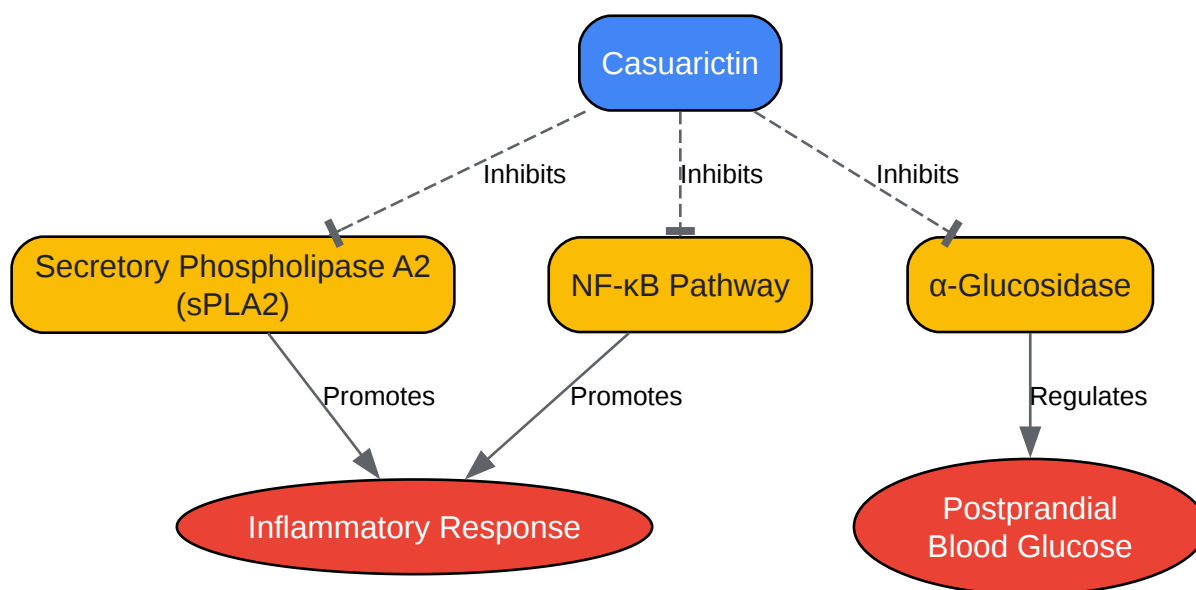 Casuarictin
Inhibits
Inhibits
Inhibits
Secretory Phospholipase A2
(sPLA2)
NF-κB Pathway
α-Glucosidase
Promotes
Promotes
Regulates
Inflammatory Response
Postprandial
Blood Glucose